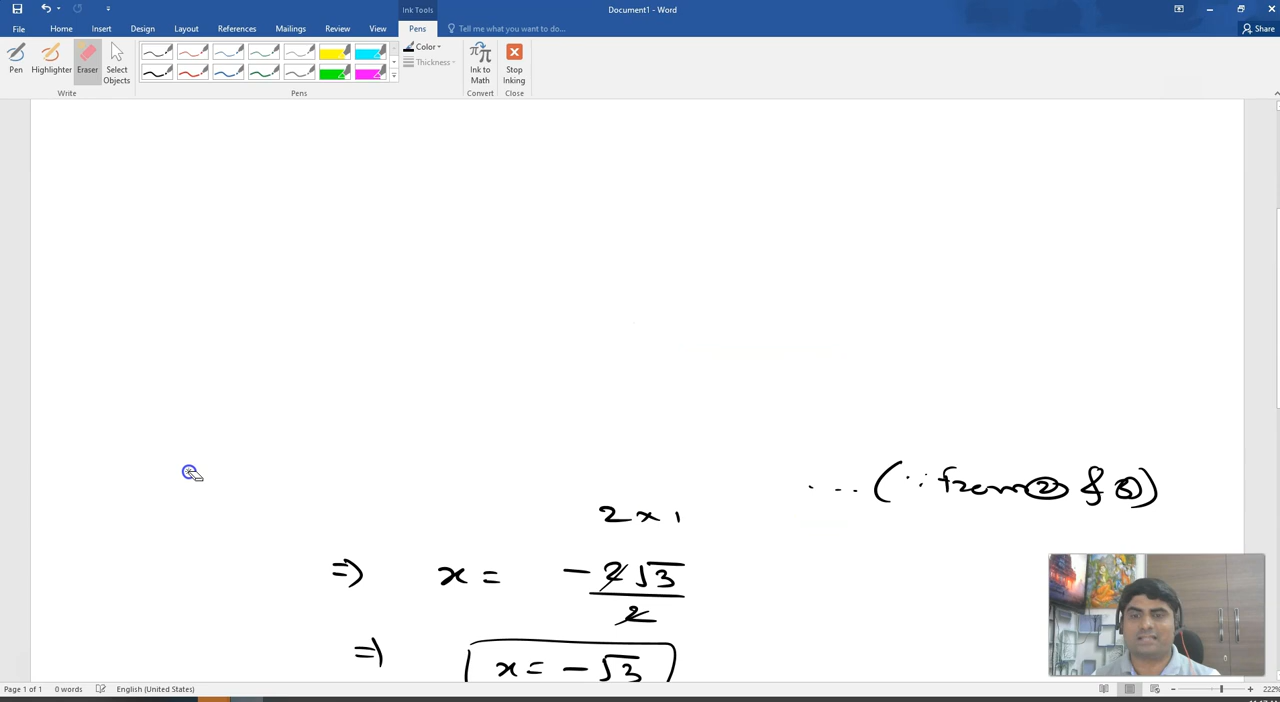 Ink Tools
Document1 - Word
File Home Insert Design Layout References Mailings Review View Pens Tell me what you want to do... Share
Pen Highlighter Eraser Select Objects
Color
Thickness
Ink to Math
Stop Inking
Write Pens Convert Close
... (∵ from ② & ⑤)
2 x 1
=) x = -2√3
2
=) x = -√3
Page 1 of 1 0 words English (United States) 222%